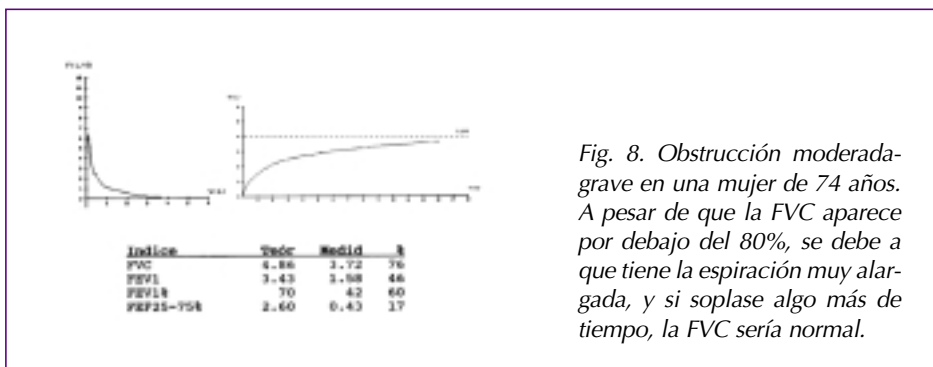 Indice Teór Medid %
FVC 4.86 3.72 76
FEV1 3.43 1.58 46
FEV1% 70 42 60
FEF25-75% 2.60 0.43 17
Fig. 8. Obstrucción moderada-
grave en una mujer de 74 años.
A pesar de que la FVC aparece
por debajo del 80%, se debe a
que tiene la espiración muy alar-
gada, y si soplase algo más de
tiempo, la FVC sería normal.